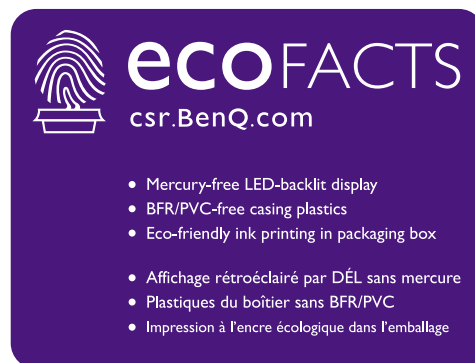 ecoFACTS
csr.BenQ.com
• Mercury-free LED-backlit display
• BFR/PVC-free casing plastics
• Eco-friendly ink printing in packaging box
• Affichage rétroéclairé par DÉL sans mercure
• Plastiques du boîtier sans BFR/PVC
• Impression à l'encre écologique dans l'emballage